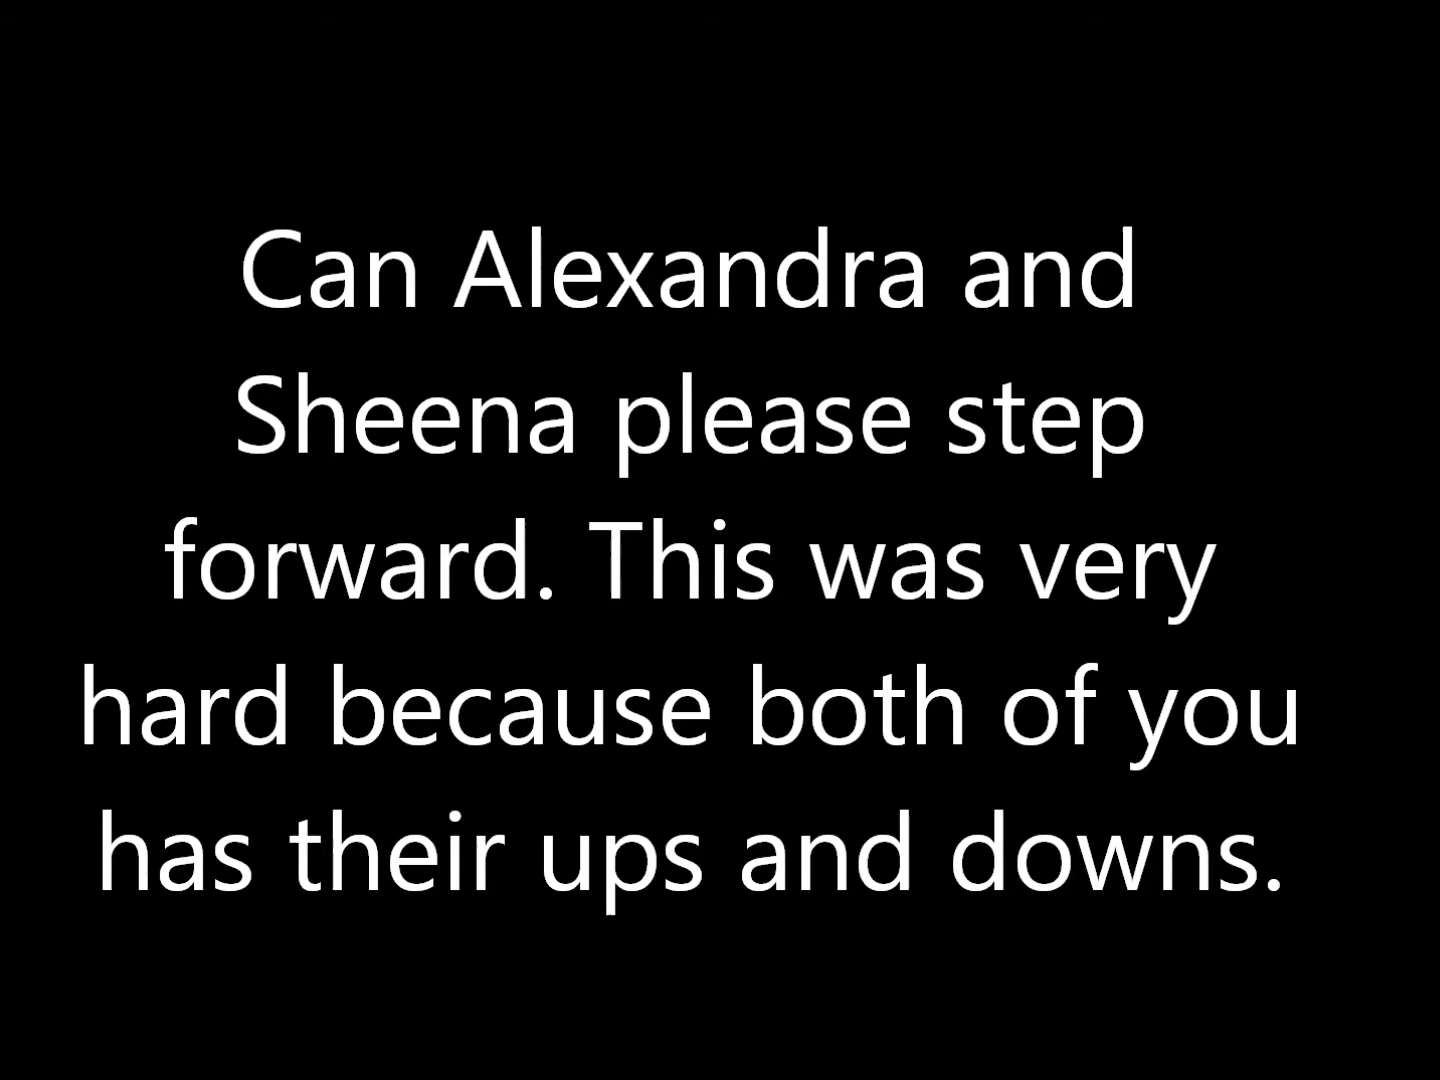 Can Alexandra and
Sheena please step
forward. This was very
hard because both of you
has their ups and downs.